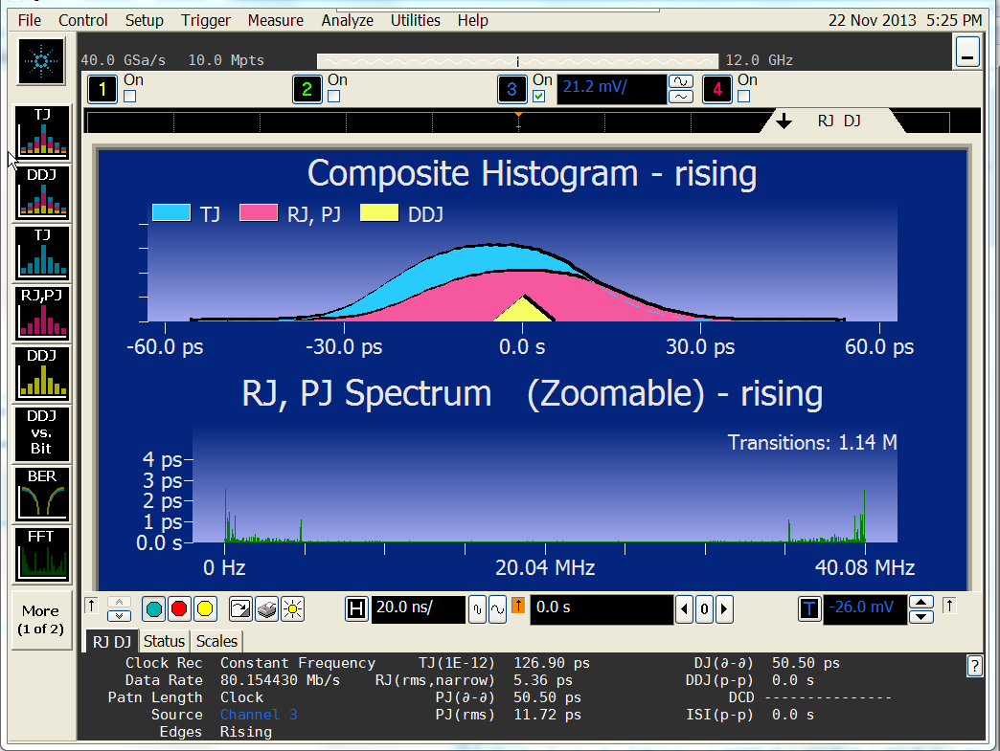 File Control Setup Trigger Measure Analyze Utilities Help 22 Nov 2013 5:25 PM
40.0 GSa/s 10.0 Mpts 12.0 GHz
1 On 2 On 3 On 21.2 mV/ 4 On
RJ DJ
TJ
DDJ
TJ
RJ,PJ
DDJ
DDJ
vs.
Bit
BER
FFT
More
(1 of 2)
Composite Histogram - rising
TJ RJ, PJ DDJ
-60.0 ps -30.0 ps 0.0 s 30.0 ps 60.0 ps
RJ, PJ Spectrum (Zoomable) - rising
Transitions: 1.14 M
4 ps
3 ps
2 ps
1 ps
0.0 s
0 Hz 20.04 MHz 40.08 MHz
H 20.0 ns/ 0.0 s 0 T -26.0 mV
RJ DJ Status Scales
Clock Rec Constant Frequency TJ(1E-12) 126.90 ps DJ(∂-∂) 50.50 ps ?
Data Rate 80.154430 Mb/s RJ(rms,narrow) 5.36 ps DDJ(p-p) 0.0 s
Patn Length Clock PJ(∂-∂) 50.50 ps DCD ---------------
Source Channel 3 PJ(rms) 11.72 ps ISI(p-p) 0.0 s
Edges Rising